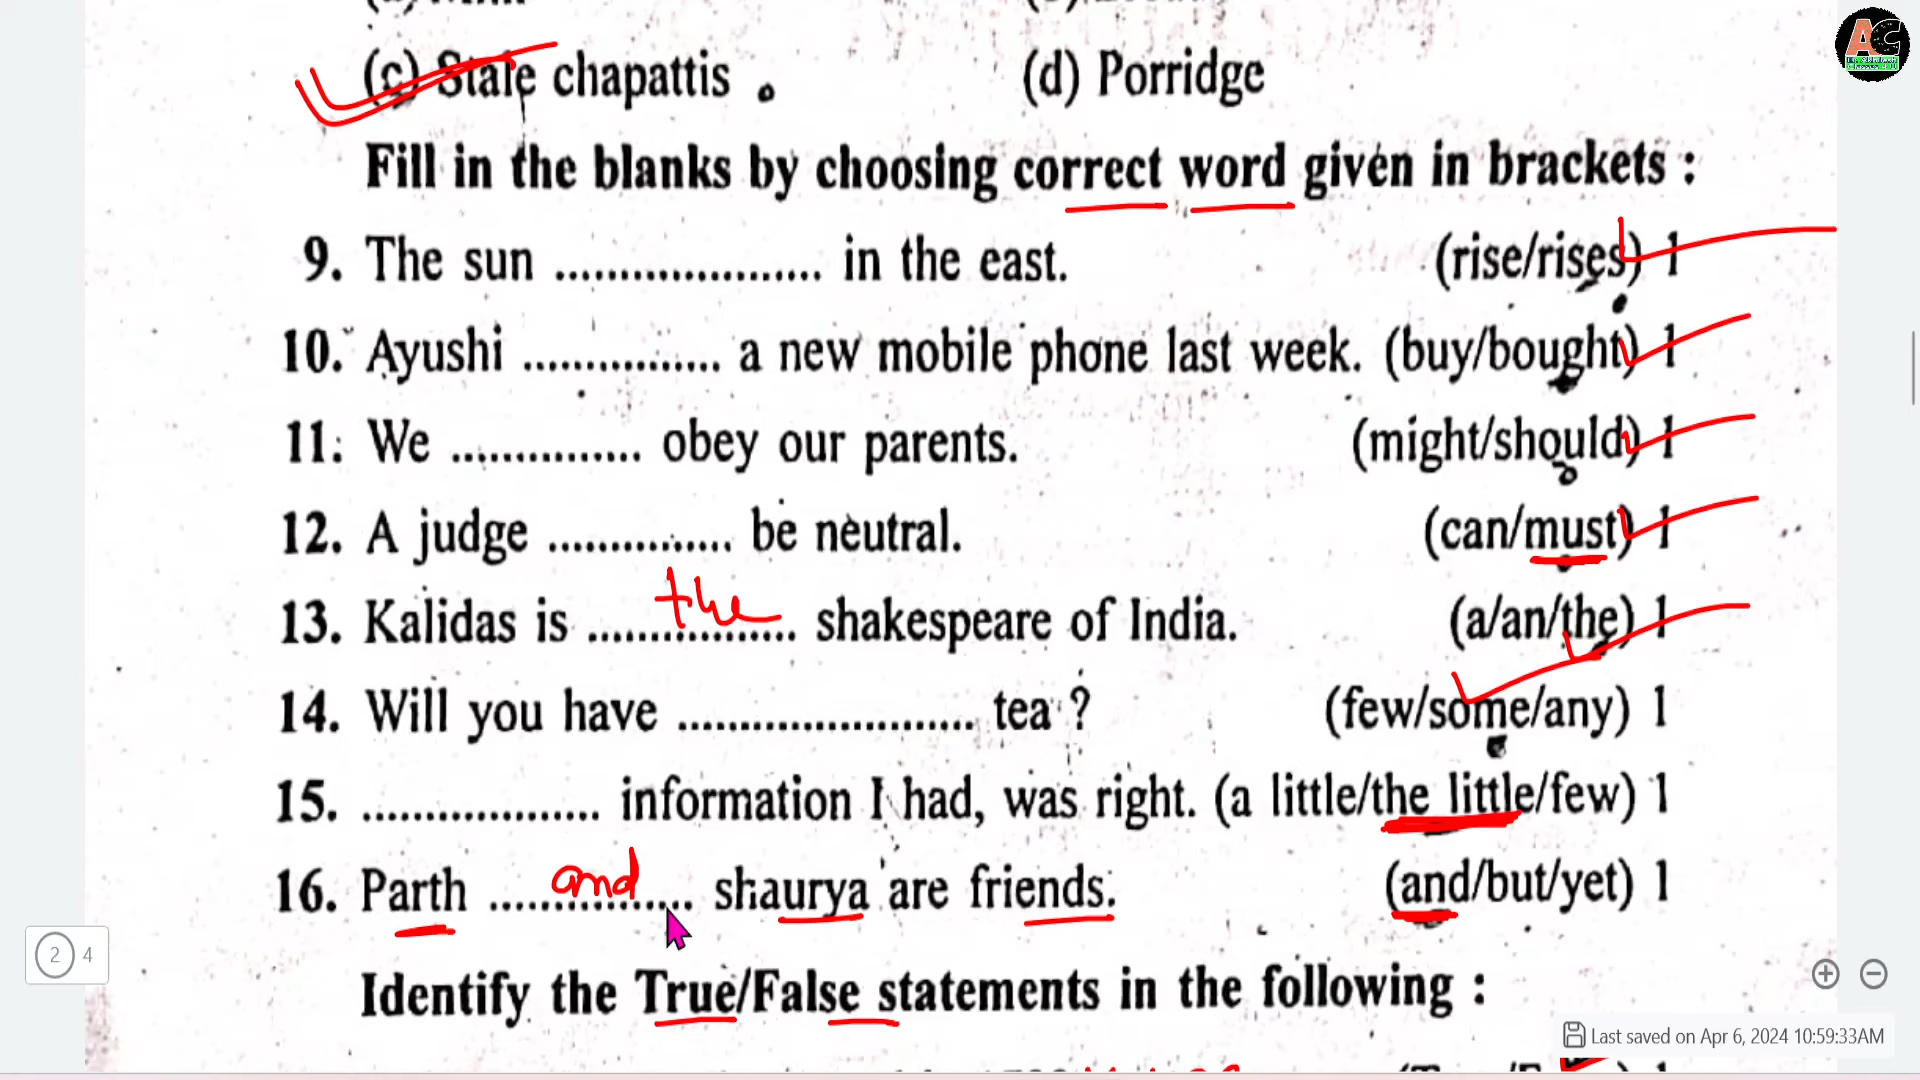 AC
(c) Stale chapattis (d) Porridge
Fill in the blanks by choosing correct word given in brackets :
9. The sun ..................... in the east. (rise/rises) 1
10. Ayushi ................ a new mobile phone last week. (buy/bought) 1
11. We ............... obey our parents. (might/should) 1
12. A judge ............... be neutral. (can/must) 1
the
13. Kalidas is ................. shakespeare of India. (a/an/the) 1
14. Will you have ........................ tea ? (few/some/any) 1
15. ................... information I had, was right. (a little/the little/few) 1
and
16. Parth ................ shaurya are friends. (and/but/yet) 1
2 4
Identify the True/False statements in the following :
Last saved on Apr 6, 2024 10:59:33AM